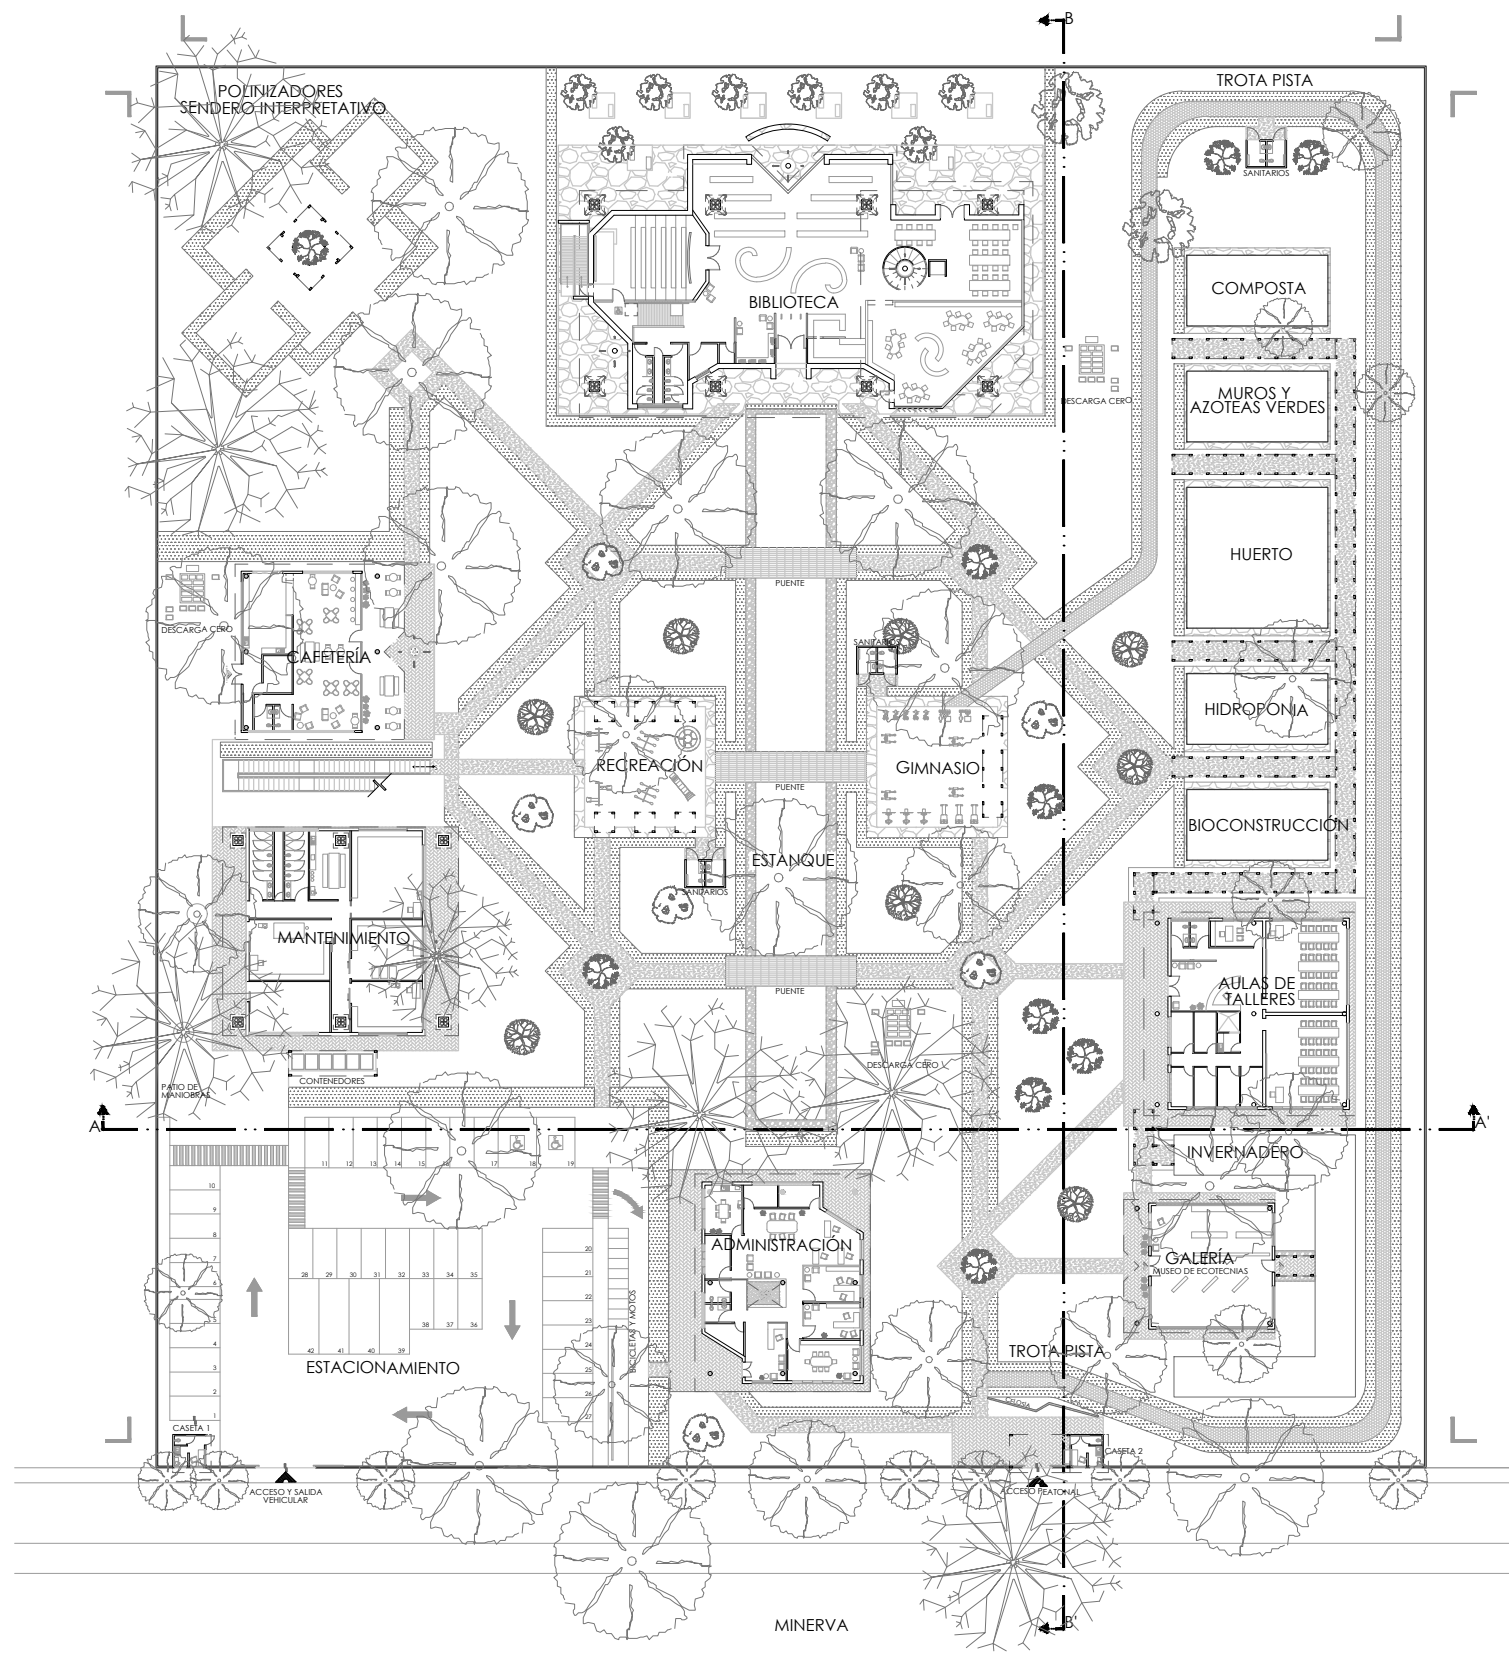 B
POLINIZADORES
SENDERO INTERPRETATIVO
TROTA PISTA
SANITARIOS
BIBLIOTECA
COMPOSTA
DESCARGA CERO
MUROS Y
AZOTEAS VERDES
HUERTO
PUENTE
DESCARGA CERO
CAFETERÍA
SANITARIOS
HIDROPONIA
RECREACIÓN
GIMNASIO
PUENTE
BIOCONSTRUCCIÓN
ESTANQUE
SANITARIOS
MANTENIMIENTO
PUENTE
AULAS DE
TALLERES
DESCARGA CERO
CONTENEDORES
PATIO DE
MANIOBRAS
A
A'
INVERNADERO
11 12 13 14 15 16 17 18 19
10
9
8
7
6
5
4
3
2
1
28 29 30 31 32 33 34 35
38 37 36
42 41 40 39
20
21
22
23
24
25
26
27
BICICLETAS Y MOTOS
ESTACIONAMIENTO
ADMINISTRACIÓN
GALERÍA
MUSEO DE ECOTECNIAS
TROTA PISTA
CELOSIA
CASETA 1
CASETA 2
ACCESO Y SALIDA
VEHICULAR
ACCESO PEATONAL
MINERVA
B'